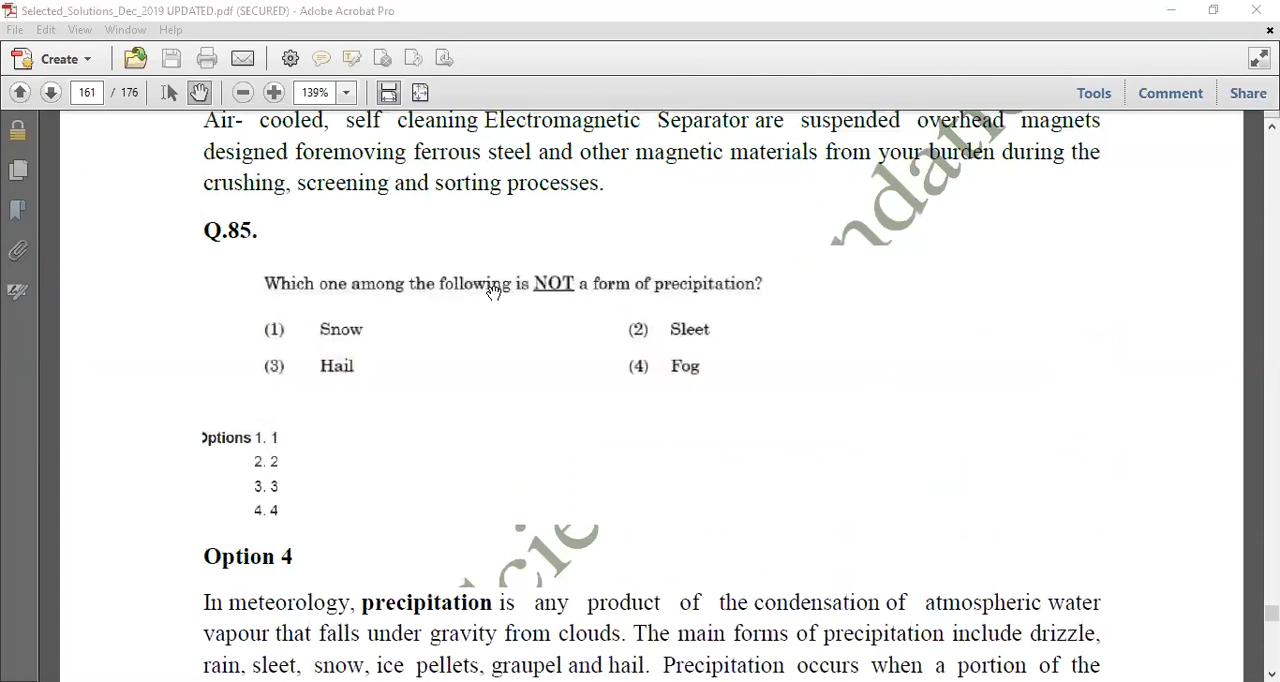 Selected_Solutions_Dec_2019 UPDATED.pdf (SECURED) - Adobe Acrobat Pro
File Edit View Window Help
Create
161 / 176 139% Tools Comment Share
Air- cooled, self cleaning Electromagnetic Separator are suspended overhead magnets
designed foremoving ferrous steel and other magnetic materials from your burden during the
crushing, screening and sorting processes.
Q.85.
Which one among the following is NOT a form of precipitation?
(1) Snow (2) Sleet
(3) Hail (4) Fog
Options 1. 1
2. 2
3. 3
4. 4
Option 4
In meteorology, precipitation is any product of the condensation of atmospheric water
vapour that falls under gravity from clouds. The main forms of precipitation include drizzle,
rain, sleet, snow, ice pellets, graupel and hail. Precipitation occurs when a portion of the